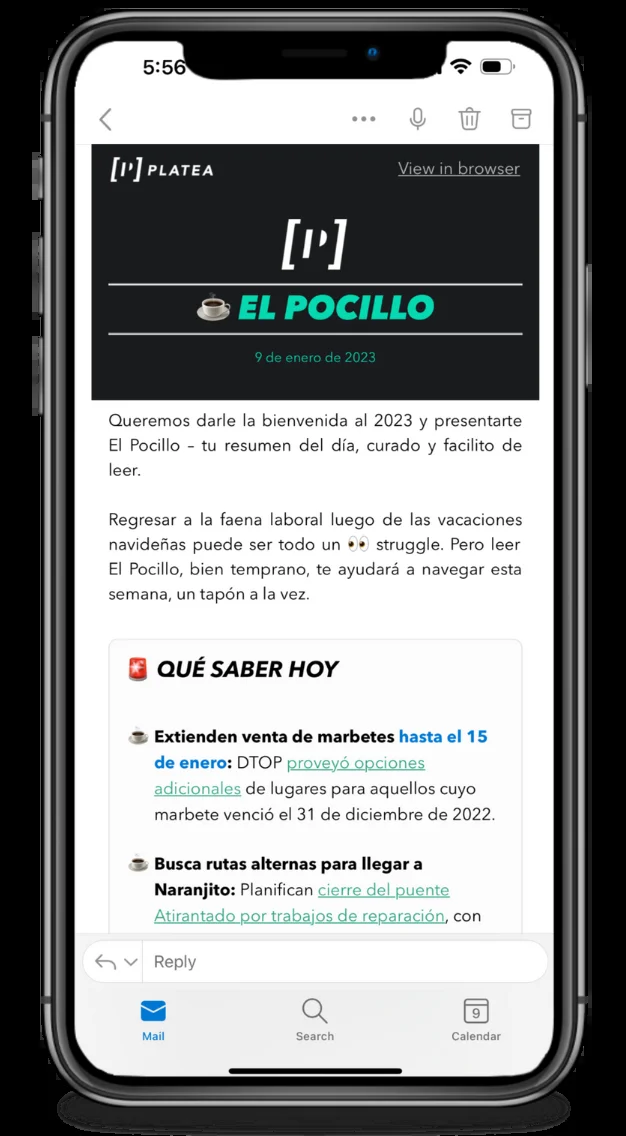 5:56
[P] PLATEA
View in browser
[P]
☕ EL POCILLO
9 de enero de 2023
Queremos darle la bienvenida al 2023 y presentarte
El Pocillo – tu resumen del día, curado y facilito de
leer.
Regresar a la faena laboral luego de las vacaciones
navideñas puede ser todo un 👀 struggle. Pero leer
El Pocillo, bien temprano, te ayudará a navegar esta
semana, un tapón a la vez.
🚨 QUÉ SABER HOY
☕ Extienden venta de marbetes hasta el 15
de enero: DTOP proveyó opciones
adicionales de lugares para aquellos cuyo
marbete venció el 31 de diciembre de 2022.
☕ Busca rutas alternas para llegar a
Naranjito: Planifican cierre del puente
Atirantado por trabajos de reparación, con
Reply
Mail
Search
9
Calendar